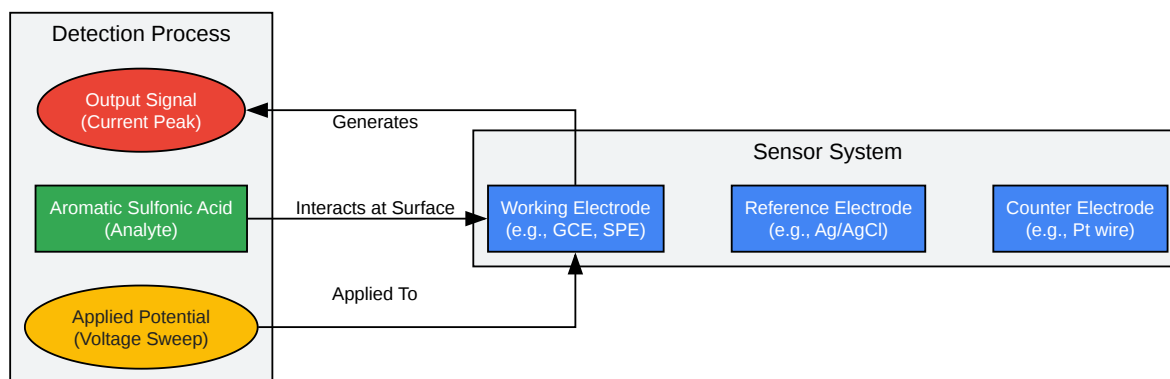 Detection Process
Output Signal
(Current Peak)
Generates
Sensor System
Aromatic Sulfonic Acid
(Analyte)
Interacts at Surface
Working Electrode
(e.g., GCE, SPE)
Reference Electrode
(e.g., Ag/AgCl)
Counter Electrode
(e.g., Pt wire)
Applied To
Applied Potential
(Voltage Sweep)